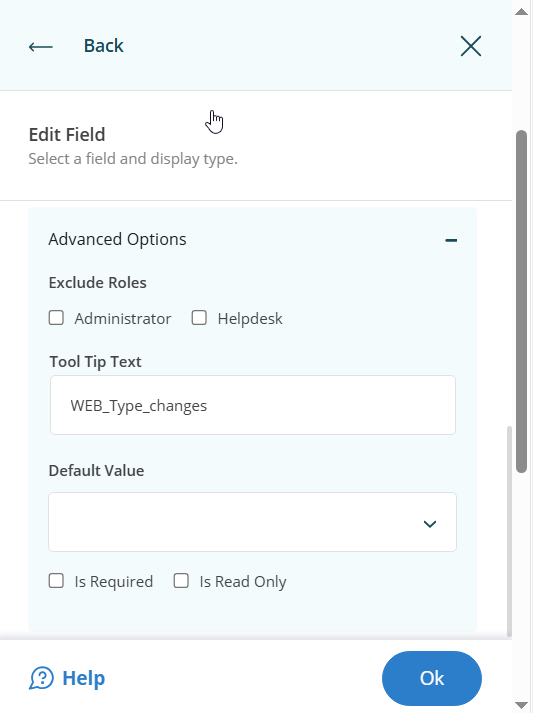 Back
Edit Field
Select a field and display type.
Advanced Options
Exclude Roles
Administrator Helpdesk
Tool Tip Text
WEB_Type_changes
Default Value
Is Required Is Read Only
Help Ok